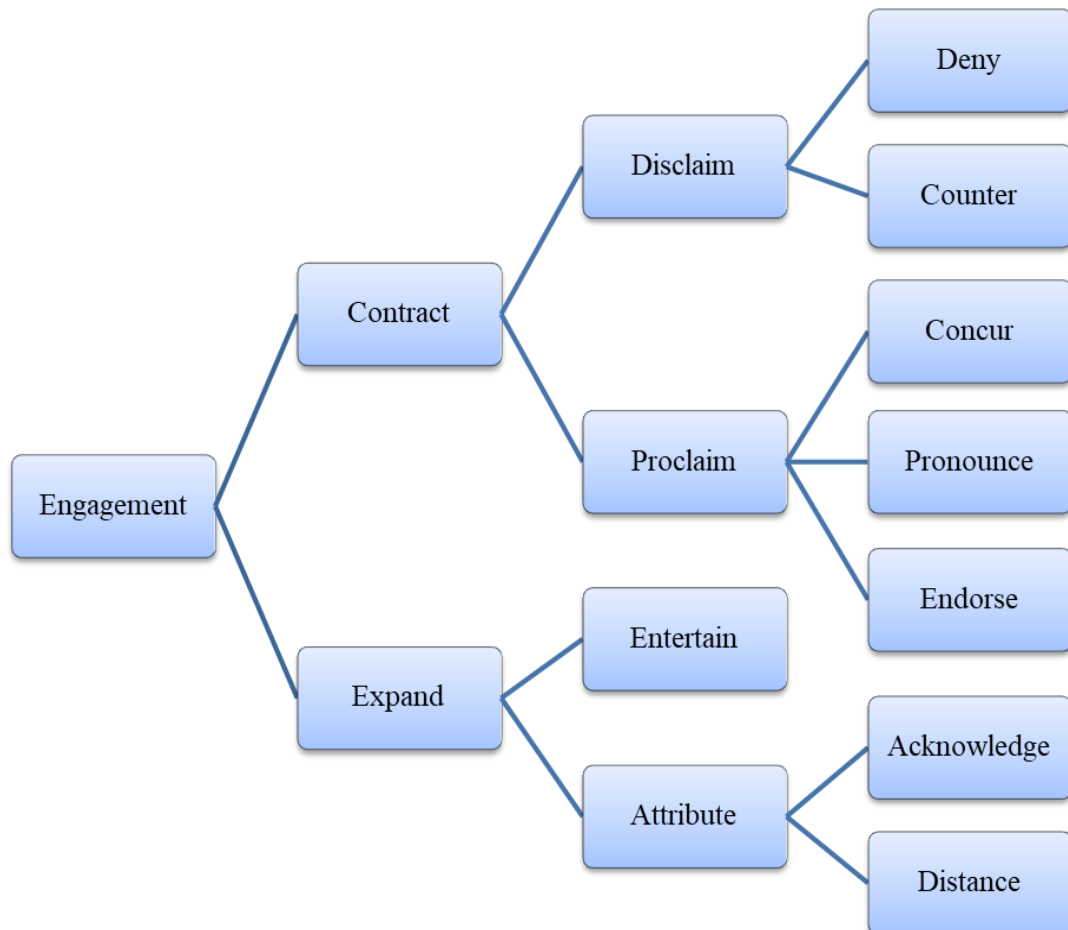 Engagement
Contract
Disclaim
Deny
Counter
Proclaim
Concur
Pronounce
Endorse
Expand
Entertain
Attribute
Acknowledge
Distance